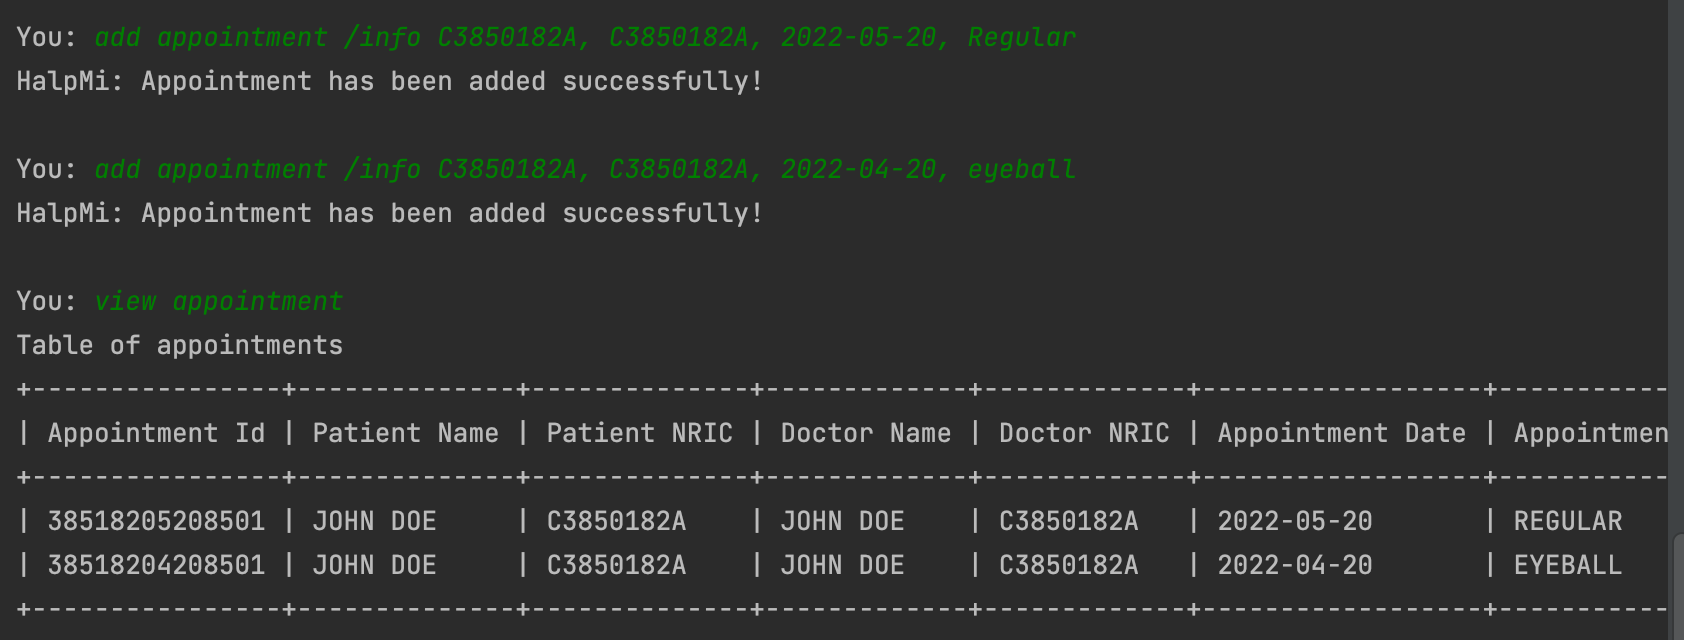 You: add appointment /info C3850182A, C3850182A, 2022-05-20, Regular
HalpMi: Appointment has been added successfully!
You: add appointment /info C3850182A, C3850182A, 2022-04-20, eyeball
HalpMi: Appointment has been added successfully!
You: view appointment
Table of appointments
+----------------+--------------+--------------+-------------+-------------+------------------+-----------
| Appointment Id | Patient Name | Patient NRIC | Doctor Name | Doctor NRIC | Appointment Date | Appointmen
+----------------+--------------+--------------+-------------+-------------+------------------+-----------
| 38518205208501 | JOHN DOE     | C3850182A    | JOHN DOE    | C3850182A   | 2022-05-20       | REGULAR
| 38518204208501 | JOHN DOE     | C3850182A    | JOHN DOE    | C3850182A   | 2022-04-20       | EYEBALL
+----------------+--------------+--------------+-------------+-------------+------------------+-----------